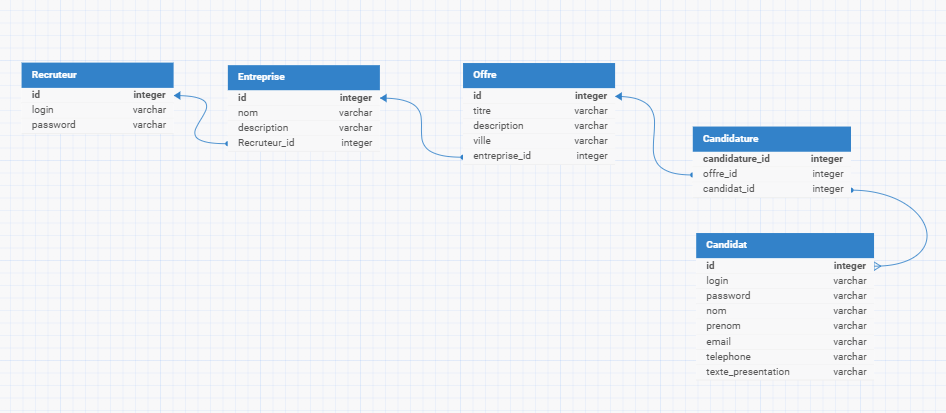 Recruteur
id integer
login varchar
password varchar
Entreprise
id integer
nom varchar
description varchar
Recruteur_id integer
Offre
id integer
titre varchar
description varchar
ville varchar
entreprise_id integer
Candidature
candidature_id integer
offre_id integer
candidat_id integer
Candidat
id integer
login varchar
password varchar
nom varchar
prenom varchar
email varchar
telephone varchar
texte_presentation varchar